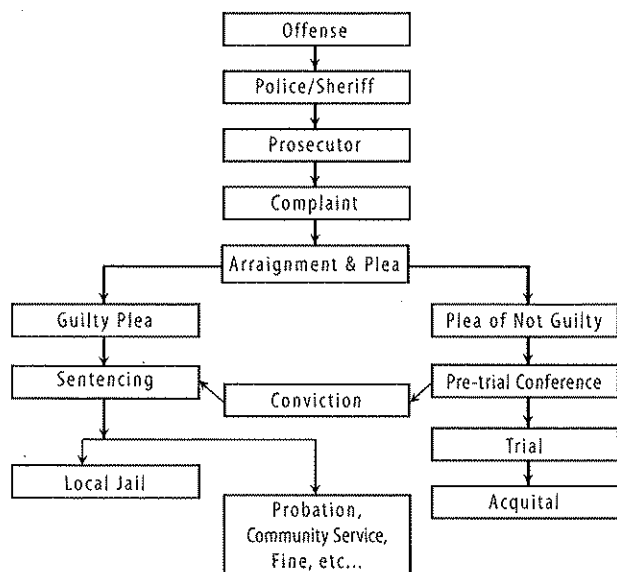 Offense
Police/Sheriff
Prosecutor
Complaint
Arraignment & Plea
Guilty Plea
Plea of Not Guilty
Sentencing
Conviction
Pre-trial Conference
Trial
Local Jail
Acquital
Probation,
Community Service,
Fine, etc...